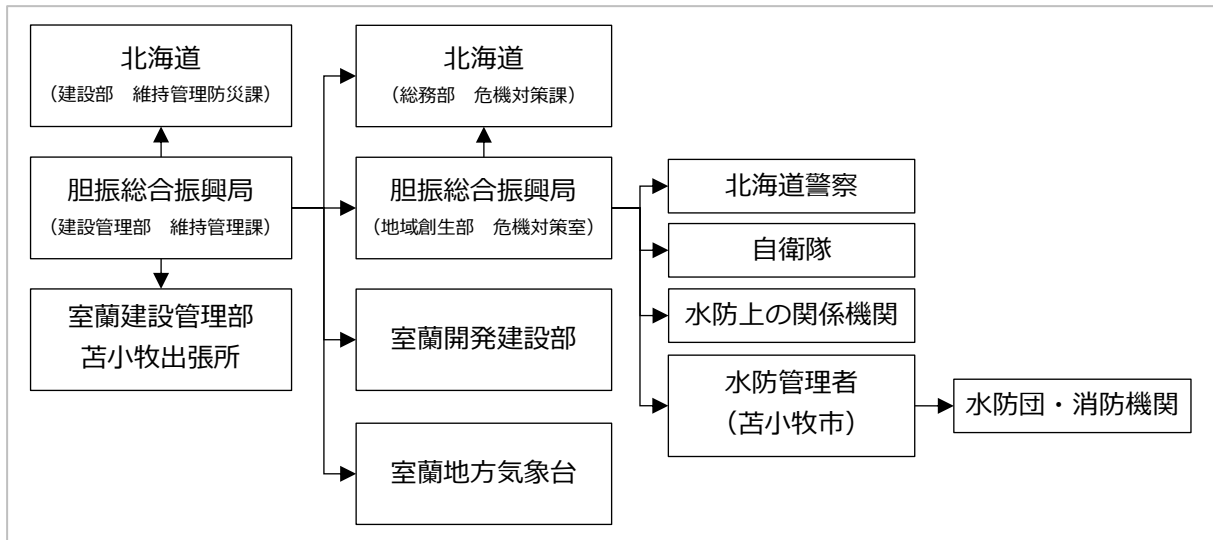 北海道
（建設部　維持管理防災課）
胆振総合振興局
（建設管理部　維持管理課）
室蘭建設管理部
苫小牧出張所
北海道
（総務部　危機対策課）
胆振総合振興局
（地域創生部　危機対策室）
室蘭開発建設部
室蘭地方気象台
北海道警察
自衛隊
水防上の関係機関
水防管理者
（苫小牧市）
水防団・消防機関